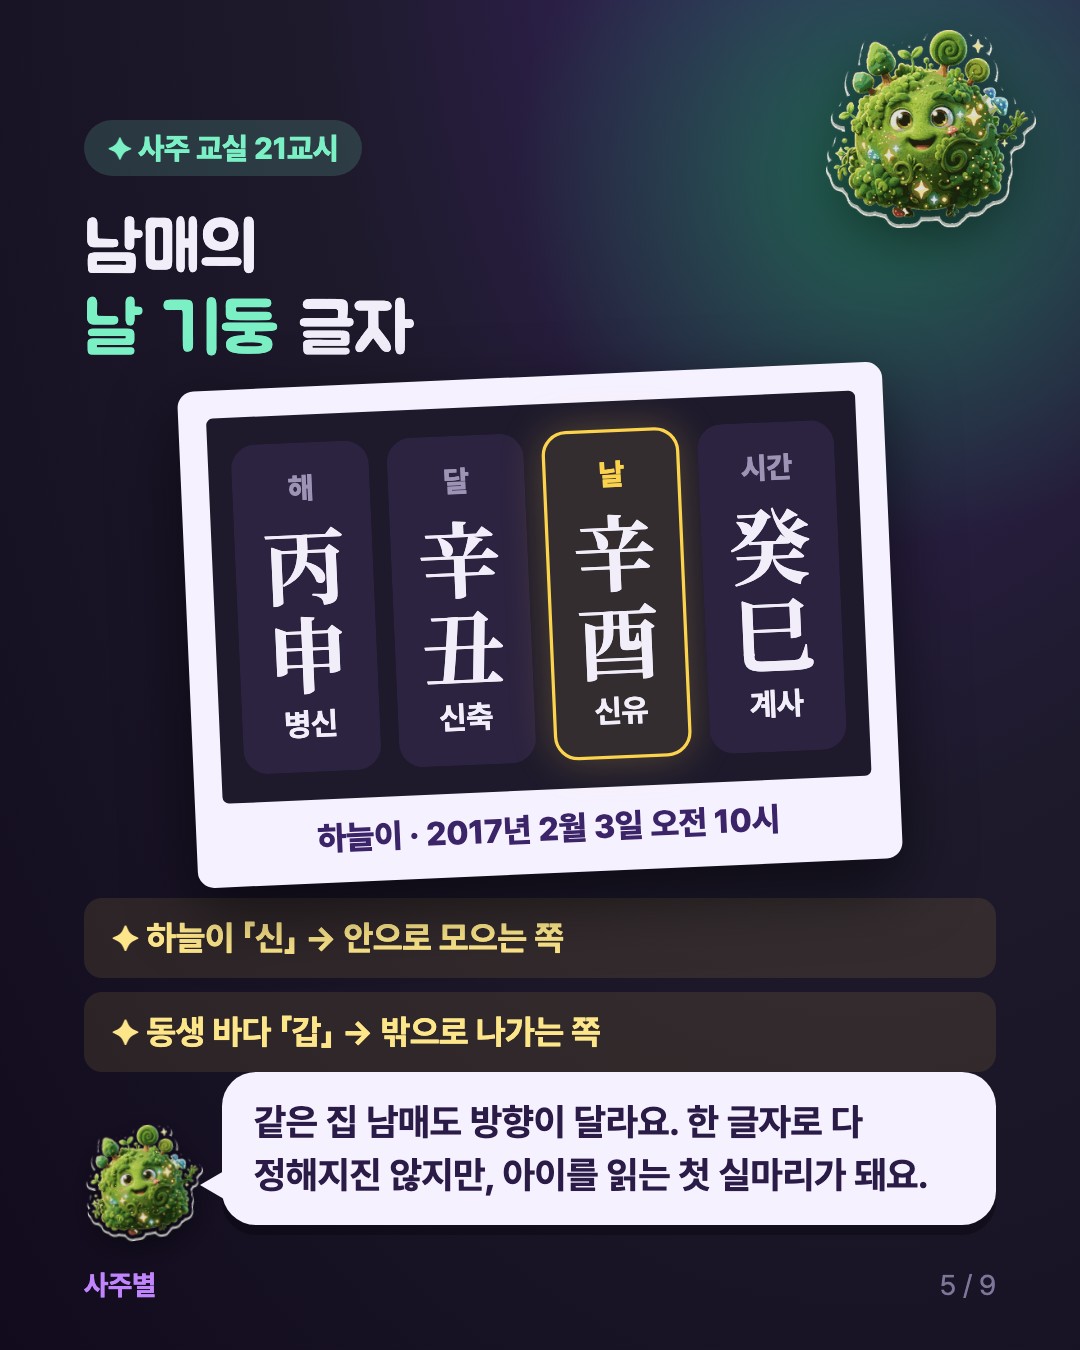 ✦ 사주 교실 21교시
남매의
날 기둥 글자
해 달 날 시간
丙 辛 辛 癸
申 丑 酉 巳
병신 신축 신유 계사
하늘이 · 2017년 2월 3일 오전 10시
✦ 하늘이 「신」 → 안으로 모으는 쪽
✦ 동생 바다 「갑」 → 밖으로 나가는 쪽
같은 집 남매도 방향이 달라요. 한 글자로 다
정해지진 않지만, 아이를 읽는 첫 실마리가 돼요.
사주별
5 / 9